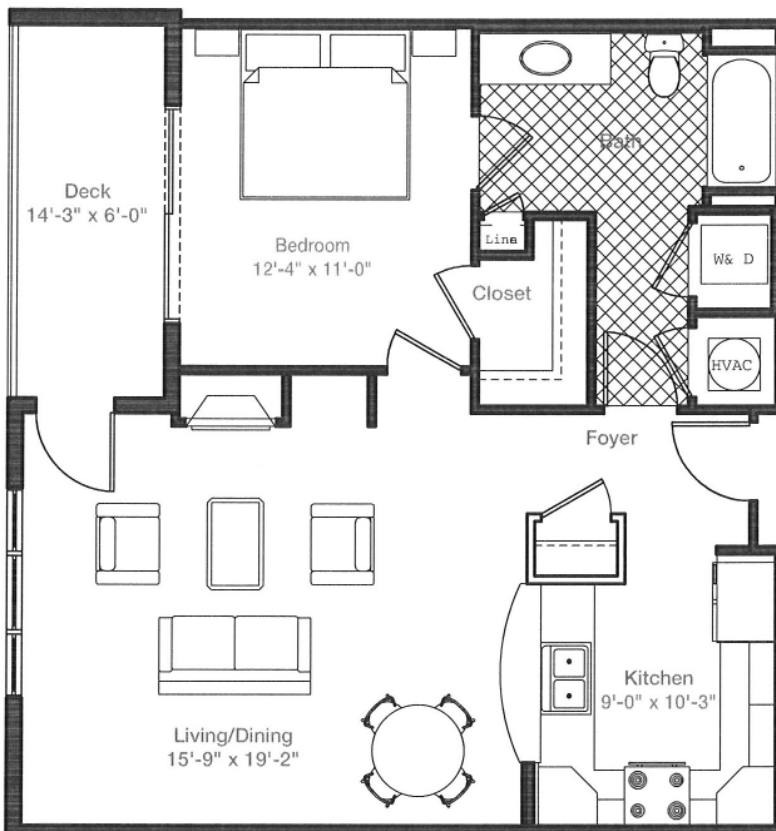 Bath
Deck
14'-3" x 6'-0"
Bedroom
12'-4" x 11'-0"
Line
W& D
Closet
HVAC
Foyer
Kitchen
9'-0" x 10'-3"
Living/Dining
15'-9" x 19'-2"